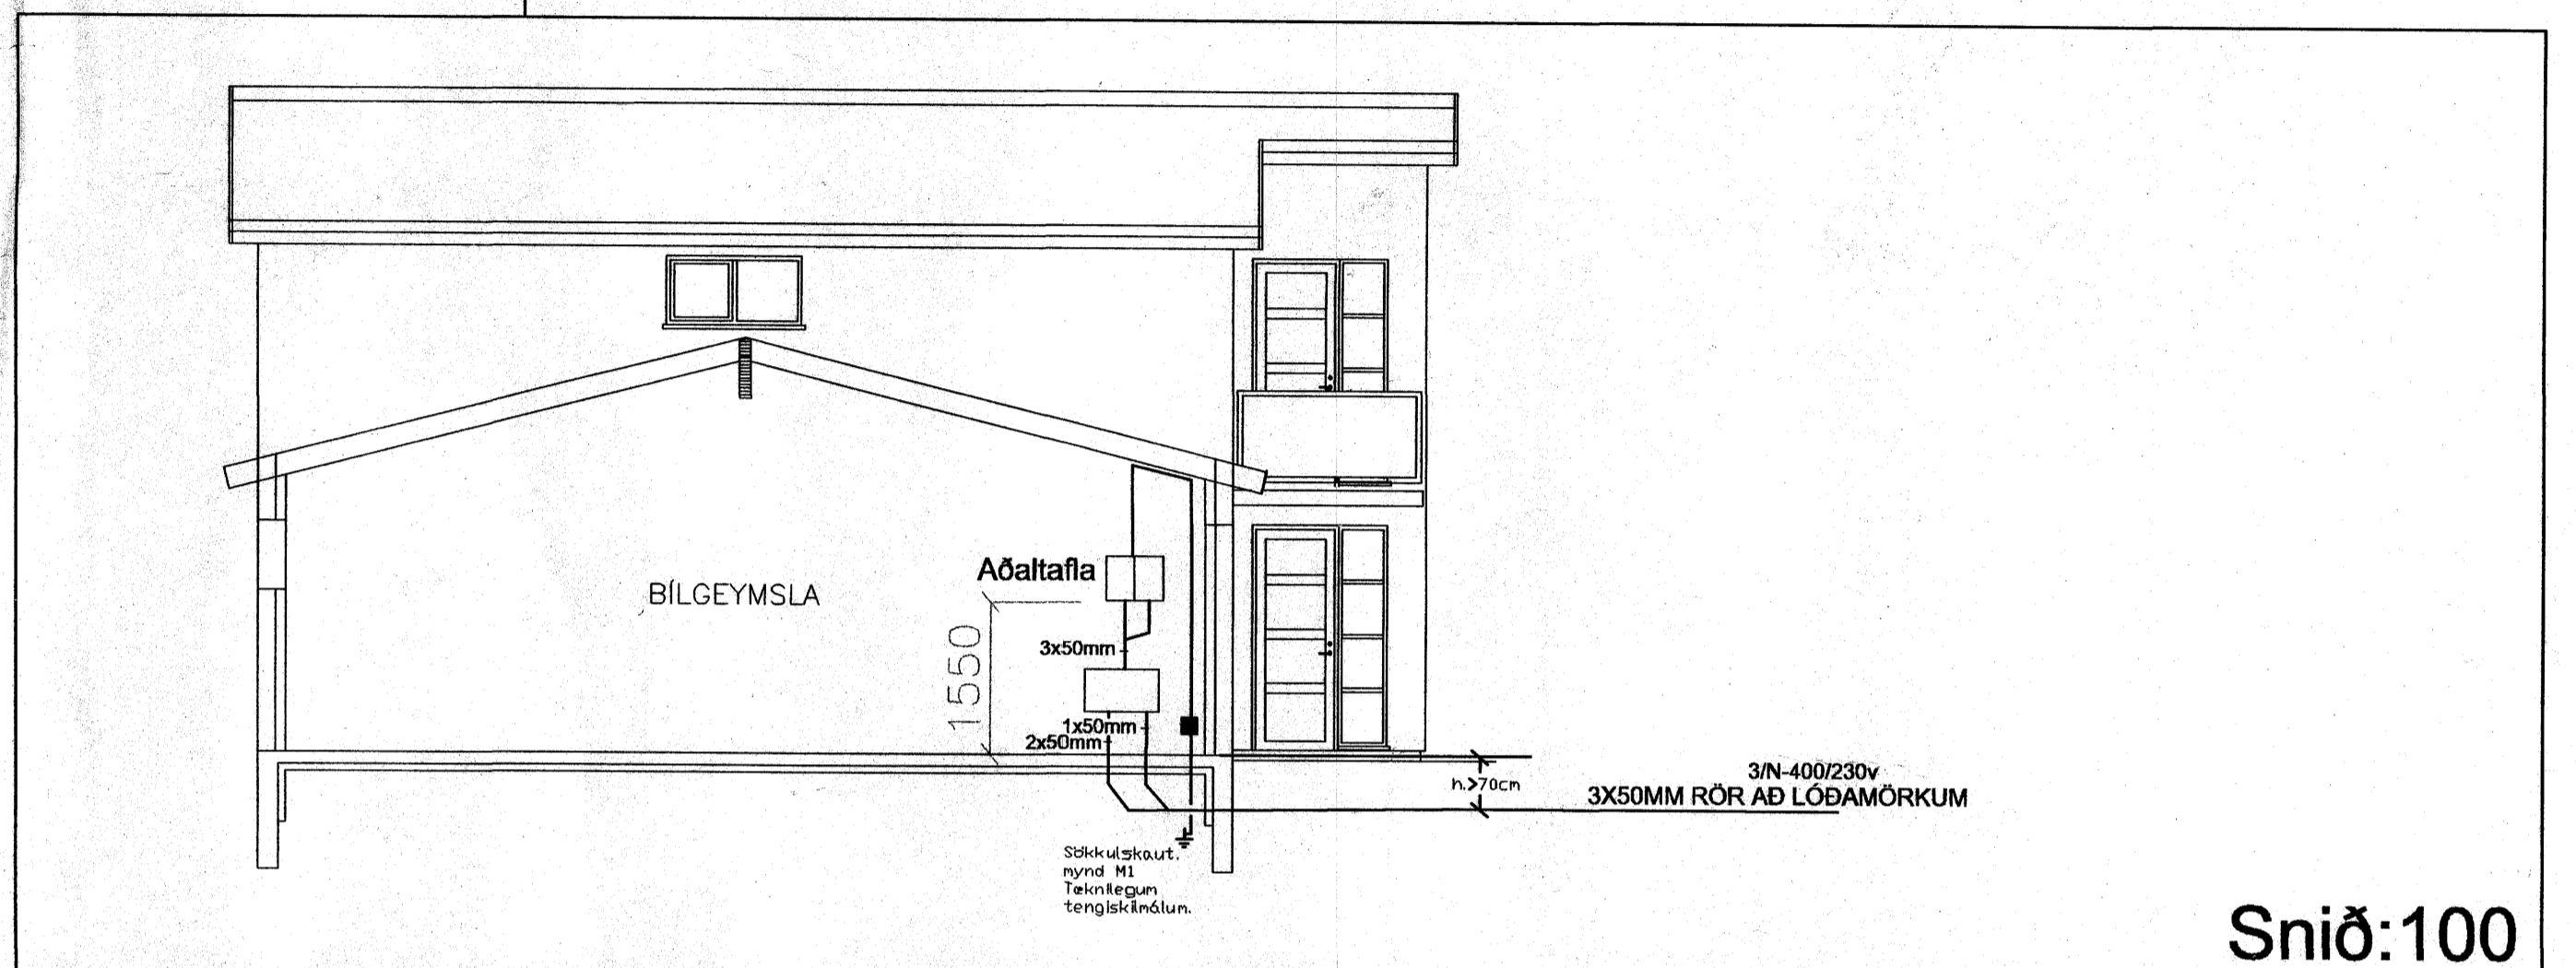 Aðaltafla
BÍLGEYMSLA
1550
3x50mm
1x50mm
2x50mm
h.>70cm
3/N-400/230v
3X50MM RÖR AÐ LÓÐAMÖRKUM
Sökkulskaut.
mynd M1
Tæknilegum
tengiskilmálum.
Snið:100